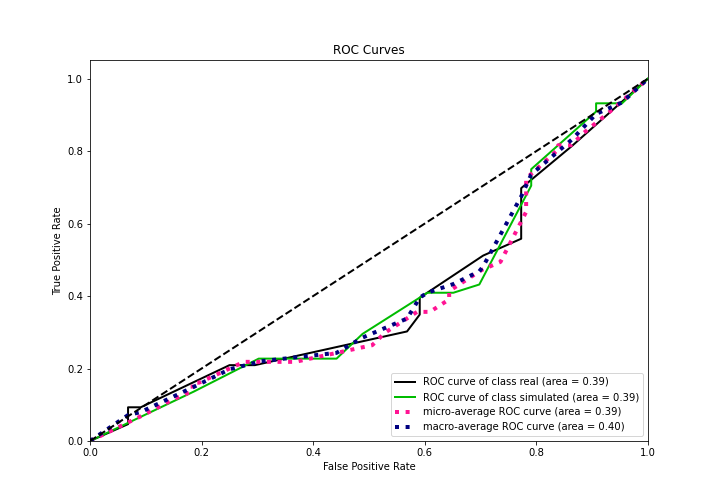 ROC Curves
True Positive Rate
1.0
0.8
0.6
0.4
0.2
0.0
0.0 0.2 0.4 0.6 0.8 1.0
False Positive Rate
ROC curve of class real (area = 0.39)
ROC curve of class simulated (area = 0.39)
micro-average ROC curve (area = 0.39)
macro-average ROC curve (area = 0.40)